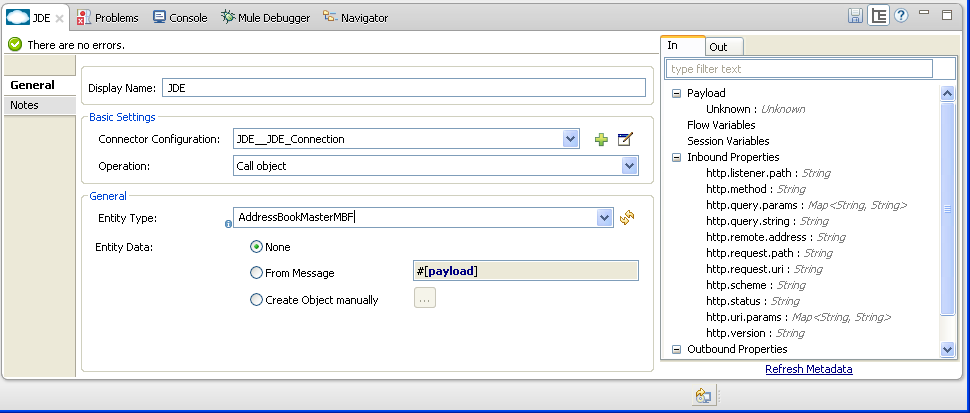 JDE Problems Console Mule Debugger Navigator
There are no errors.
General
Notes
Display Name: JDE
Basic Settings
Connector Configuration: JDE__JDE_Connection
Operation: Call object
General
Entity Type: AddressBookMasterMBF
Entity Data: None
From Message #[payload]
Create Object manually ...
In Out
type filter text
Payload
Unknown : Unknown
Flow Variables
Session Variables
Inbound Properties
http.listener.path : String
http.method : String
http.query.params : Map<String, String>
http.query.string : String
http.remote.address : String
http.request.path : String
http.request.uri : String
http.scheme : String
http.status : String
http.uri.params : Map<String, String>
http.version : String
Outbound Properties
Refresh Metadata